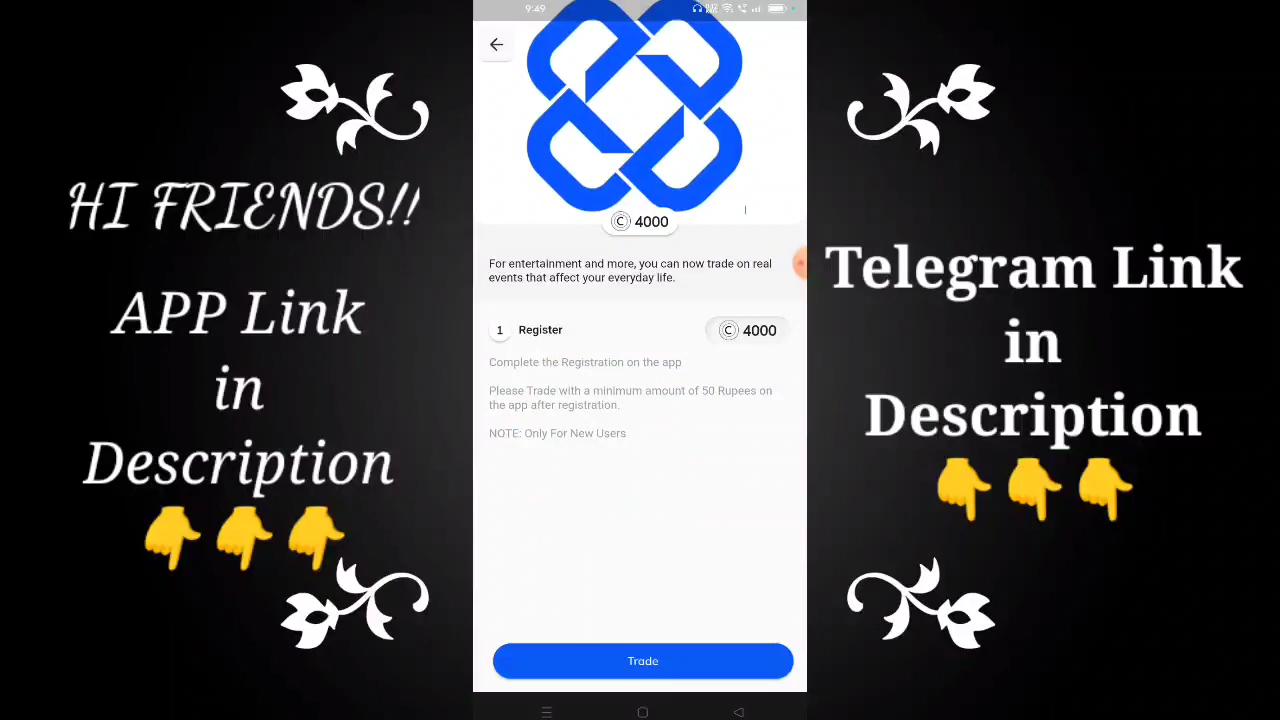 9:49
HI FRIENDS!!
APP Link
in
Description
4000
For entertainment and more, you can now trade on real
events that affect your everyday life.
1 Register
4000
Complete the Registration on the app
Please Trade with a minimum amount of 50 Rupees on
the app after registration.
NOTE: Only For New Users
Trade
Telegram Link
in
Description